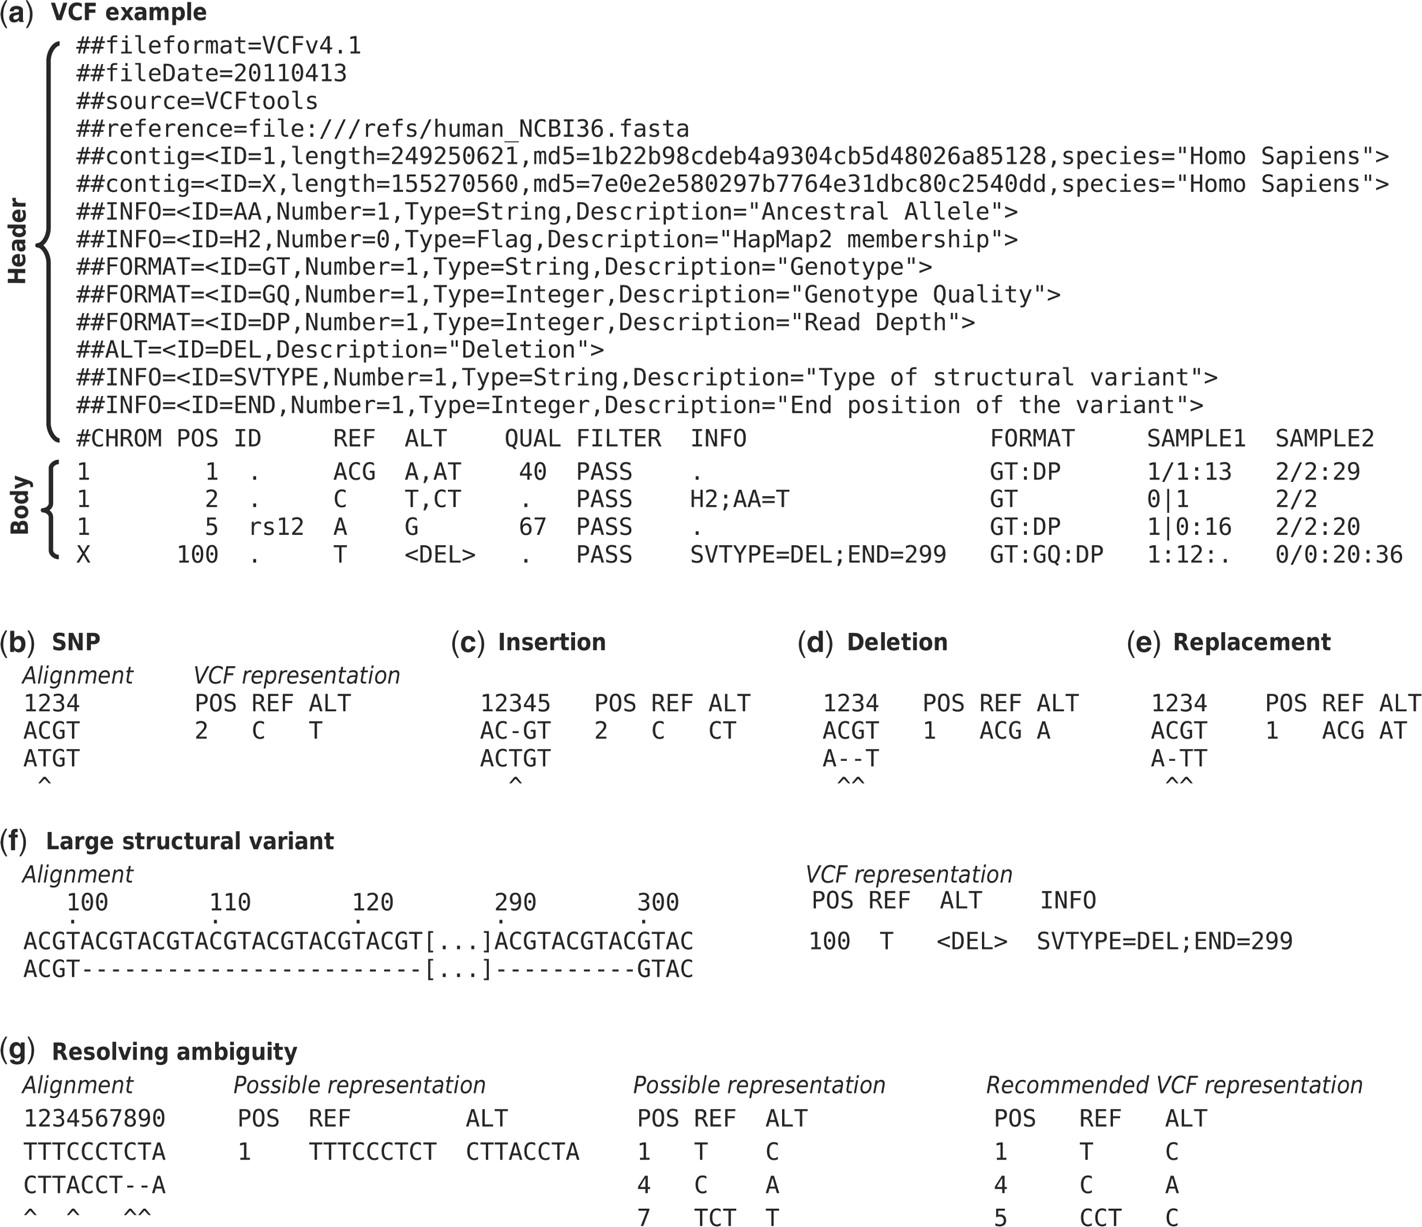 (a) VCF example
##fileformat=VCFv4.1
##fileDate=20110413
##source=VCFtools
##reference=file:///refs/human_NCBI36.fasta
##contig=<ID=1,length=249250621,md5=1b22b98cdeb4a9304cb5d48026a85128,species="Homo Sapiens">
##contig=<ID=X,length=155270560,md5=7e0e2e580297b7764e31dbc80c2540dd,species="Homo Sapiens">
##INFO=<ID=AA,Number=1,Type=String,Description="Ancestral Allele">
##INFO=<ID=H2,Number=0,Type=Flag,Description="HapMap2 membership">
##FORMAT=<ID=GT,Number=1,Type=String,Description="Genotype">
##FORMAT=<ID=GQ,Number=1,Type=Integer,Description="Genotype Quality">
##FORMAT=<ID=DP,Number=1,Type=Integer,Description="Read Depth">
##ALT=<ID=DEL,Description="Deletion">
##INFO=<ID=SVTYPE,Number=1,Type=String,Description="Type of structural variant">
##INFO=<ID=END,Number=1,Type=Integer,Description="End position of the variant">
Header
#CHROM POS ID REF ALT QUAL FILTER INFO FORMAT SAMPLE1 SAMPLE2
Body
1 1 . ACG A,AT 40 PASS . GT:DP 1/1:13 2/2:29
1 2 . C T,CT . PASS H2;AA=T GT 0|1 2/2
1 5 rs12 A G 67 PASS . GT:DP 1|0:16 2/2:20
X 100 . T <DEL> . PASS SVTYPE=DEL;END=299 GT:GQ:DP 1:12:. 0/0:20:36
(b) SNP
Alignment VCF representation
1234 POS REF ALT
ACGT 2 C T
ATGT
^
(c) Insertion
12345 POS REF ALT
AC-GT 2 C CT
ACTGT
^
(d) Deletion
1234 POS REF ALT
ACGT 1 ACG A
A--T
^^
(e) Replacement
1234 POS REF ALT
ACGT 1 ACG AT
A-TT
^^
(f) Large structural variant
Alignment
100 110 120 290 300
. . . . .
ACGTACGTACGTACGTACGTACGTACGT[...]ACGTACGTACGTAC
ACGT------------------------[...]----------GTAC
VCF representation
POS REF ALT INFO
100 T <DEL> SVTYPE=DEL;END=299
(g) Resolving ambiguity
Alignment Possible representation Possible representation Recommended VCF representation
1234567890 POS REF ALT POS REF ALT POS REF ALT
TTTCCCTCTA 1 TTTCCCTCT CTTACCTA 1 T C 1 T C
CTTACCT--A 4 C A 4 C A
^ ^ ^^ 7 TCT T 5 CCT C